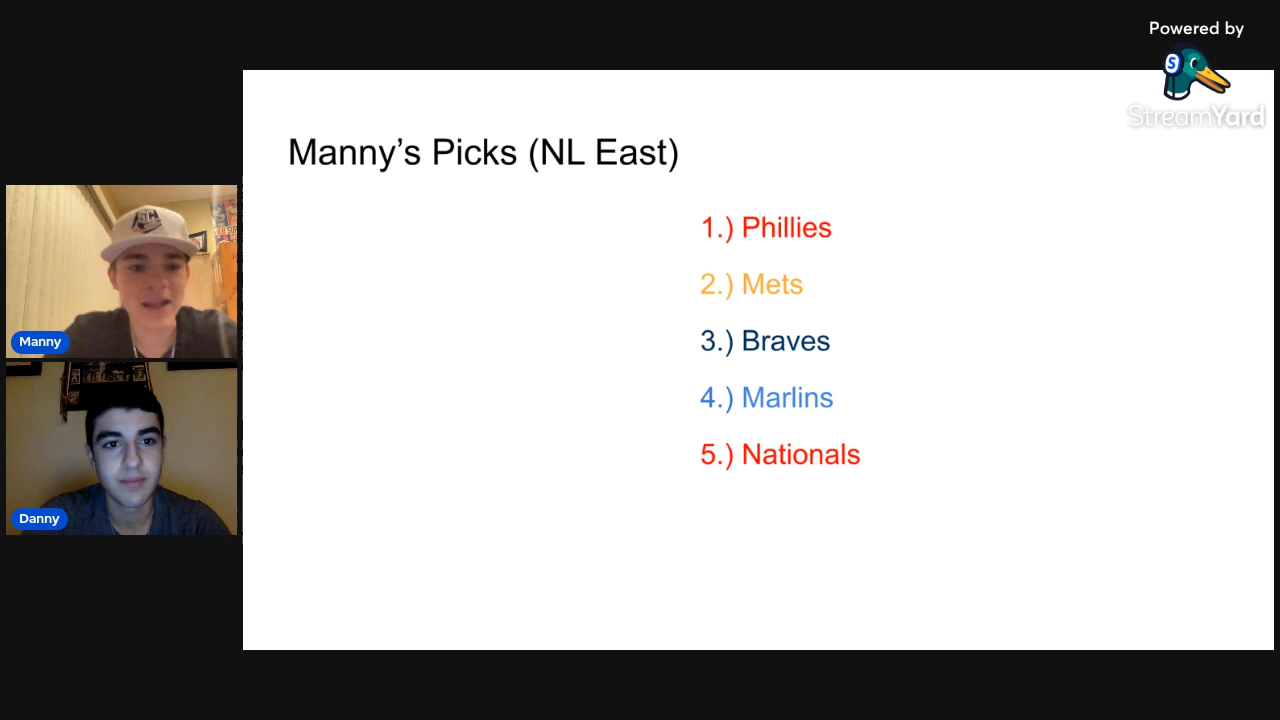 Powered by
S
StreamYard
Manny’s Picks (NL East)
1.) Phillies
2.) Mets
3.) Braves
4.) Marlins
5.) Nationals
Manny
Danny